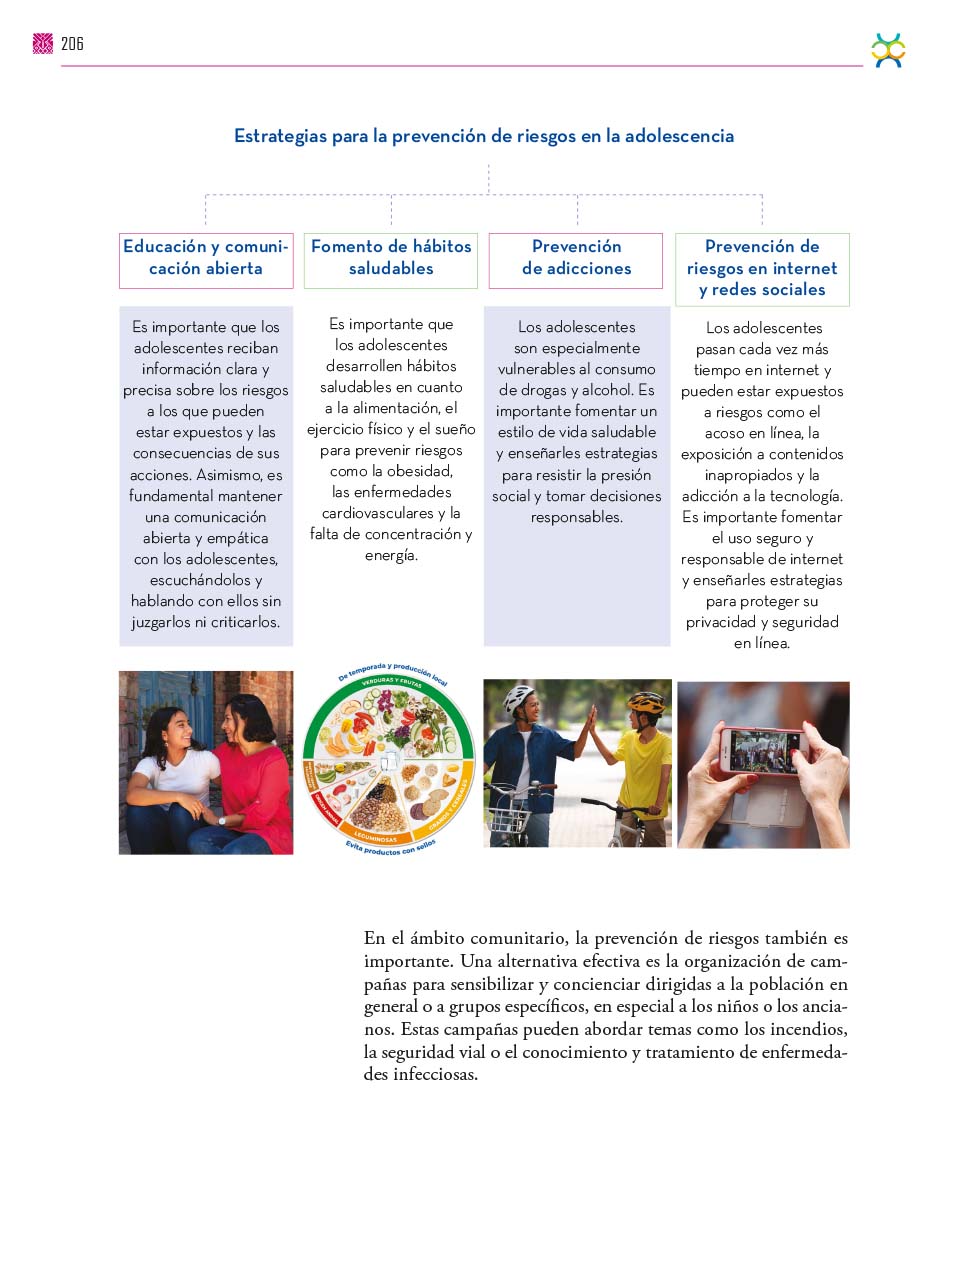 206
Estrategias para la prevención de riesgos en la adolescencia
Educación y comuni-
cación abierta
Es importante que los
adolescentes reciban
información clara y
precisa sobre los riesgos
a los que pueden
estar expuestos y las
consecuencias de sus
acciones. Asimismo, es
fundamental mantener
una comunicación
abierta y empática
con los adolescentes,
escuchándolos y
hablando con ellos sin
juzgarlos ni criticarlos.
Fomento de hábitos
saludables
Es importante que
los adolescentes
desarrollen hábitos
saludables en cuanto
a la alimentación, el
ejercicio físico y el sueño
para prevenir riesgos
como la obesidad,
las enfermedades
cardiovasculares y la
falta de concentración y
energía.
Prevención
de adicciones
Los adolescentes
son especialmente
vulnerables al consumo
de drogas y alcohol. Es
importante fomentar un
estilo de vida saludable
y enseñarles estrategias
para resistir la presión
social y tomar decisiones
responsables.
Prevención de
riesgos en internet
y redes sociales
Los adolescentes
pasan cada vez más
tiempo en internet y
pueden estar expuestos
a riesgos como el
acoso en línea, la
exposición a contenidos
inapropiados y la
adicción a la tecnología.
Es importante fomentar
el uso seguro y
responsable de internet
y enseñarles estrategias
para proteger su
privacidad y seguridad
en línea.
De temporada y producción local
VERDURAS Y FRUTAS
ORIGEN ANIMAL
LEGUMINOSAS
GRANOS Y CEREALES
Evita productos con sellos
En el ámbito comunitario, la prevención de riesgos también es
importante. Una alternativa efectiva es la organización de cam-
pañas para sensibilizar y concienciar dirigidas a la población en
general o a grupos específicos, en especial a los niños o los ancia-
nos. Estas campañas pueden abordar temas como los incendios,
la seguridad vial o el conocimiento y tratamiento de enfermeda-
des infecciosas.